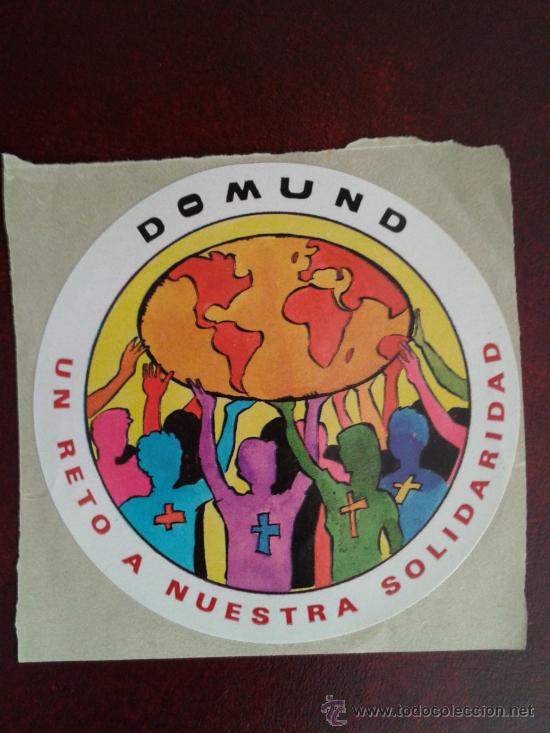 DOMUND
UN RETO A NUESTRA SOLIDARIDAD
www.todocoleccion.net